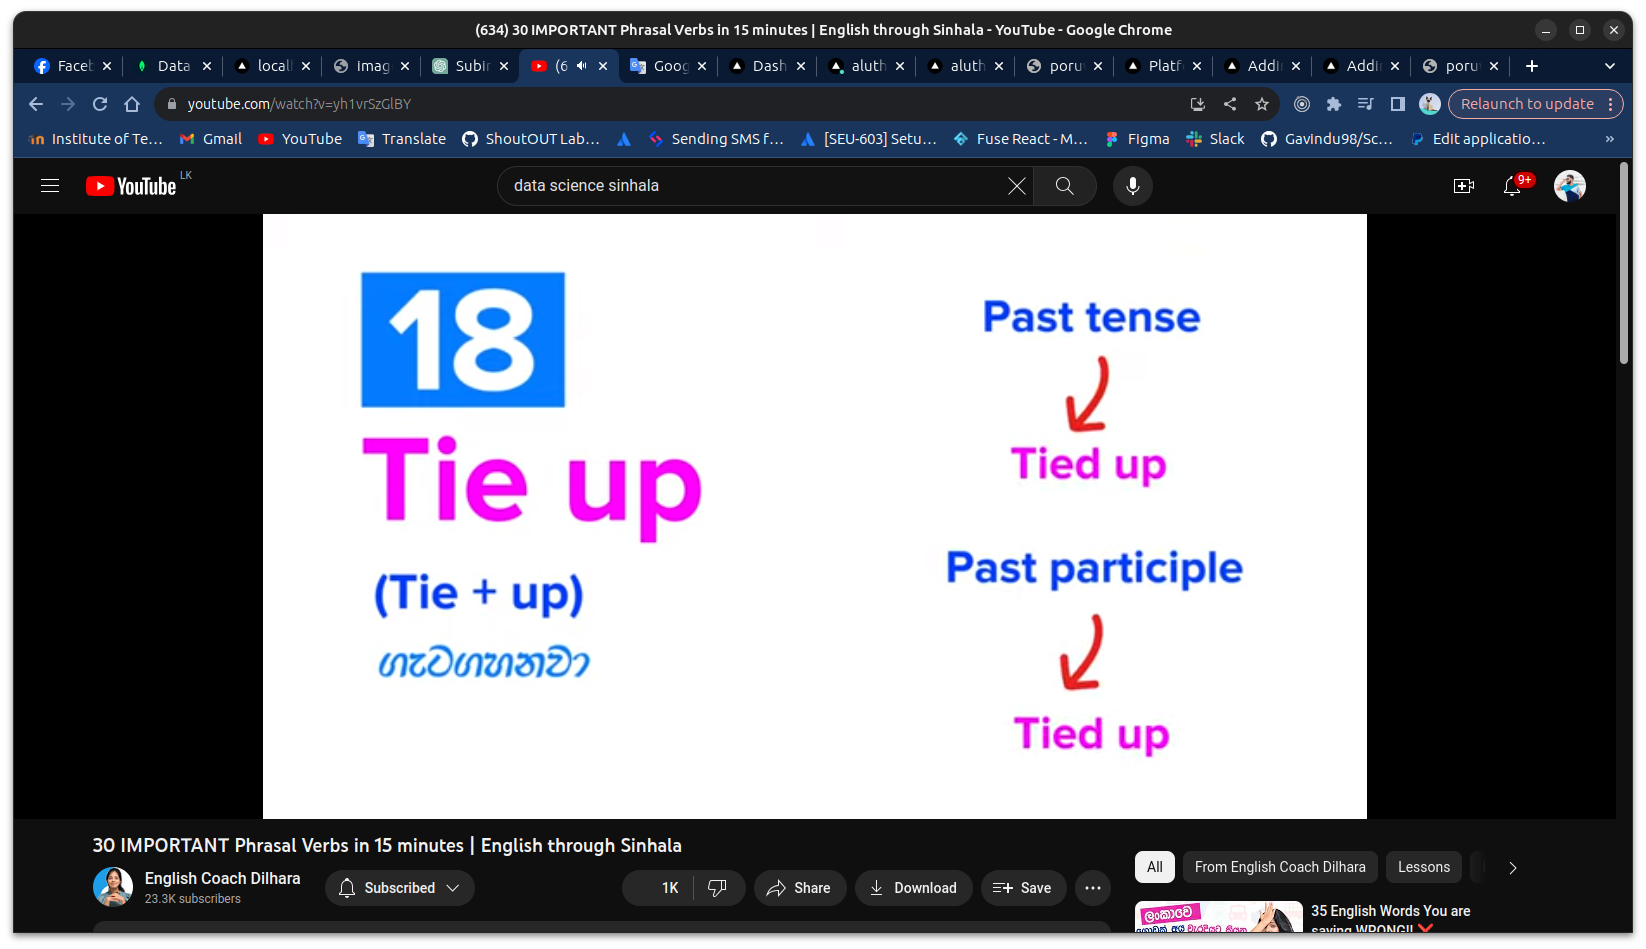 (634) 30 IMPORTANT Phrasal Verbs in 15 minutes | English through Sinhala - YouTube - Google Chrome
Faceb
Data
locall
imag
Subir
(6
Goog
Dash
aluth
aluth
poru
Platf
Addi
Addi
poru
youtube.com/watch?v=yh1vrSzGlBY
Relaunch to update
Institute of Te...
Gmail
YouTube
Translate
ShoutOUT Lab...
Sending SMS f...
[SEU-603] Setu...
Fuse React - M...
Figma
Slack
Gavindu98/Sc...
Edit applicatio...
»
YouTube LK
data science sinhala
9+
18
Tie up
(Tie + up)
ගැටගහනවා
Past tense
Tied up
Past participle
Tied up
30 IMPORTANT Phrasal Verbs in 15 minutes | English through Sinhala
English Coach Dilhara
23.3K subscribers
Subscribed
1K
Share
Download
Save
All
From English Coach Dilhara
Lessons
ලංකාවේ
35 English Words You are
saying WRONG!!